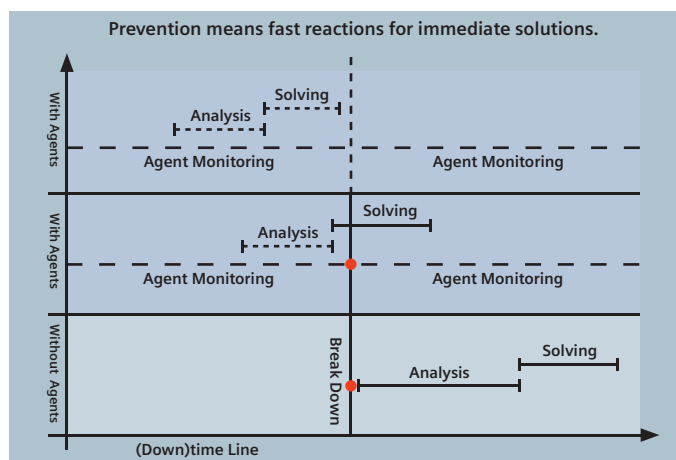 Prevention means fast reactions for immediate solutions.
With Agents
Analysis
Solving
Agent Monitoring
Agent Monitoring
With Agents
Analysis
Solving
Agent Monitoring
Agent Monitoring
Without Agents
Break Down
Analysis
Solving
(Down)time Line